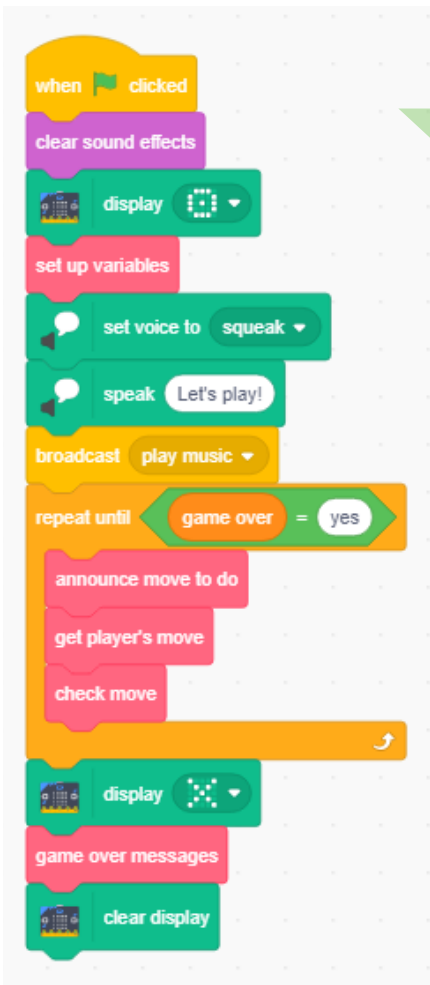 when clicked
clear sound effects
display
set up variables
set voice to squeak
speak Let's play!
broadcast play music
repeat until game over = yes
announce move to do
get player's move
check move
display
game over messages
clear display